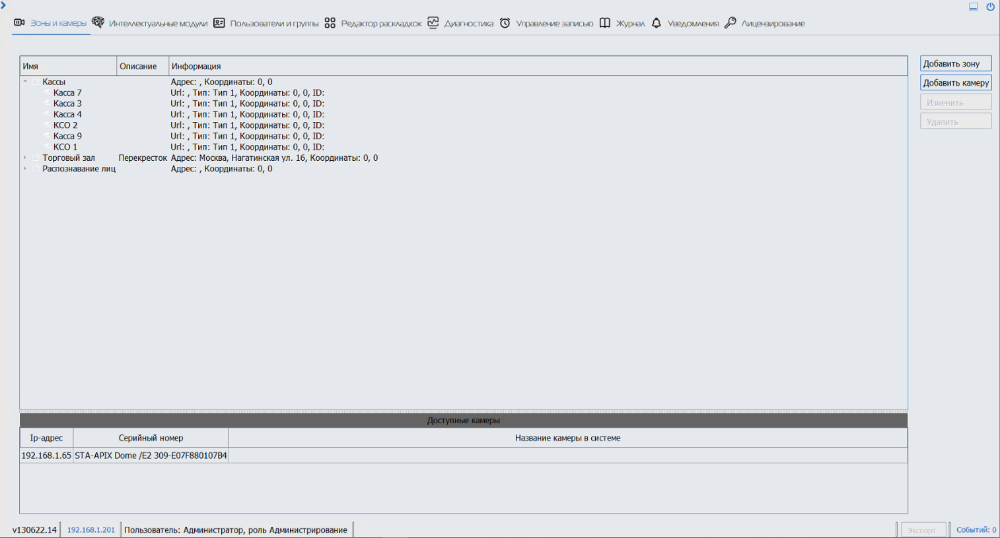 Зоны и камеры Интеллектуальные модули Пользователи и группы Редактор раскладкок Диагностика Управление записью Журнал Уведомления Лицензирование
Имя Описание Информация
Кассы Адрес: , Координаты: 0, 0
Касса 7 Url: , Тип: Тип 1, Координаты: 0, 0, ID:
Касса 3 Url: , Тип: Тип 1, Координаты: 0, 0, ID:
Касса 4 Url: , Тип: Тип 1, Координаты: 0, 0, ID:
КСО 2 Url: , Тип: Тип 1, Координаты: 0, 0, ID:
Касса 9 Url: , Тип: Тип 1, Координаты: 0, 0, ID:
КСО 1 Url: , Тип: Тип 1, Координаты: 0, 0, ID:
Торговый зал Перекресток Адрес: Москва, Нагатинская ул. 16, Координаты: 0, 0
Распознавание лиц Адрес: , Координаты: 0, 0
Добавить зону
Добавить камеру
Изменить
Удалить
Доступные камеры
Ip-адрес Серийный номер Название камеры в системе
192.168.1.65 STA-APIX Dome /E2 309-E07F880107B4
v130622.14 192.168.1.201 Пользователь: Администратор, роль Администрирование Экспорт Событий: 0